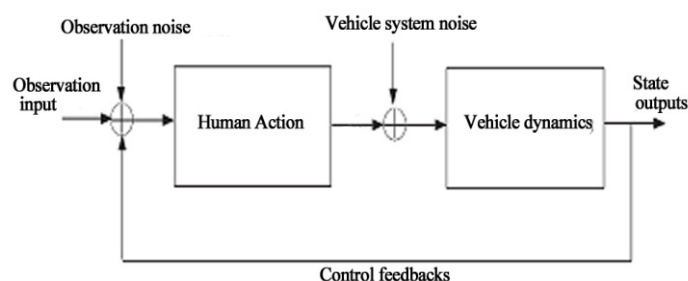 Observation noise
Vehicle system noise
Observation
input
Human Action
Vehicle dynamics
State
outputs
Control feedbacks